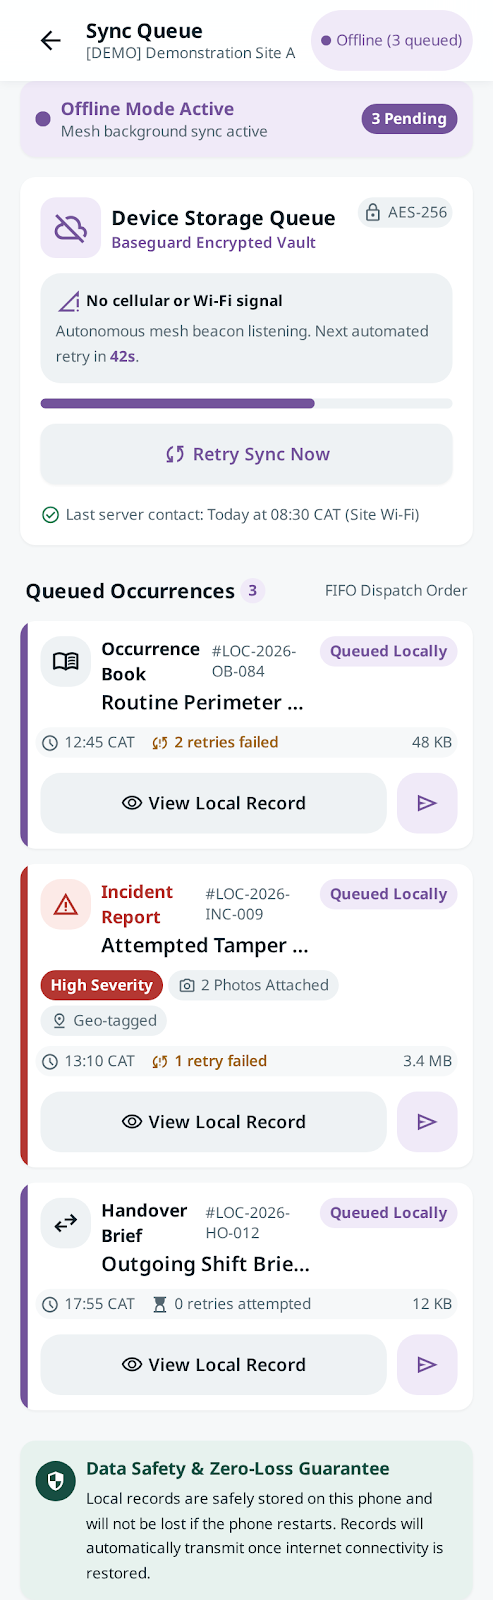 Sync Queue
[DEMO] Demonstration Site A
Offline (3 queued)
Offline Mode Active
Mesh background sync active
3 Pending
Device Storage Queue
Baseguard Encrypted Vault
AES-256
No cellular or Wi-Fi signal
Autonomous mesh beacon listening. Next automated
retry in 42s.
Retry Sync Now
Last server contact: Today at 08:30 CAT (Site Wi-Fi)
Queued Occurrences 3
FIFO Dispatch Order
Occurrence
Book
#LOC-2026-
OB-084
Queued Locally
Routine Perimeter ...
12:45 CAT
2 retries failed
48 KB
View Local Record
Incident
Report
#LOC-2026-
INC-009
Queued Locally
Attempted Tamper ...
High Severity
2 Photos Attached
Geo-tagged
13:10 CAT
1 retry failed
3.4 MB
View Local Record
Handover
Brief
#LOC-2026-
HO-012
Queued Locally
Outgoing Shift Brie...
17:55 CAT
0 retries attempted
12 KB
View Local Record
Data Safety & Zero-Loss Guarantee
Local records are safely stored on this phone and
will not be lost if the phone restarts. Records will
automatically transmit once internet connectivity is
restored.